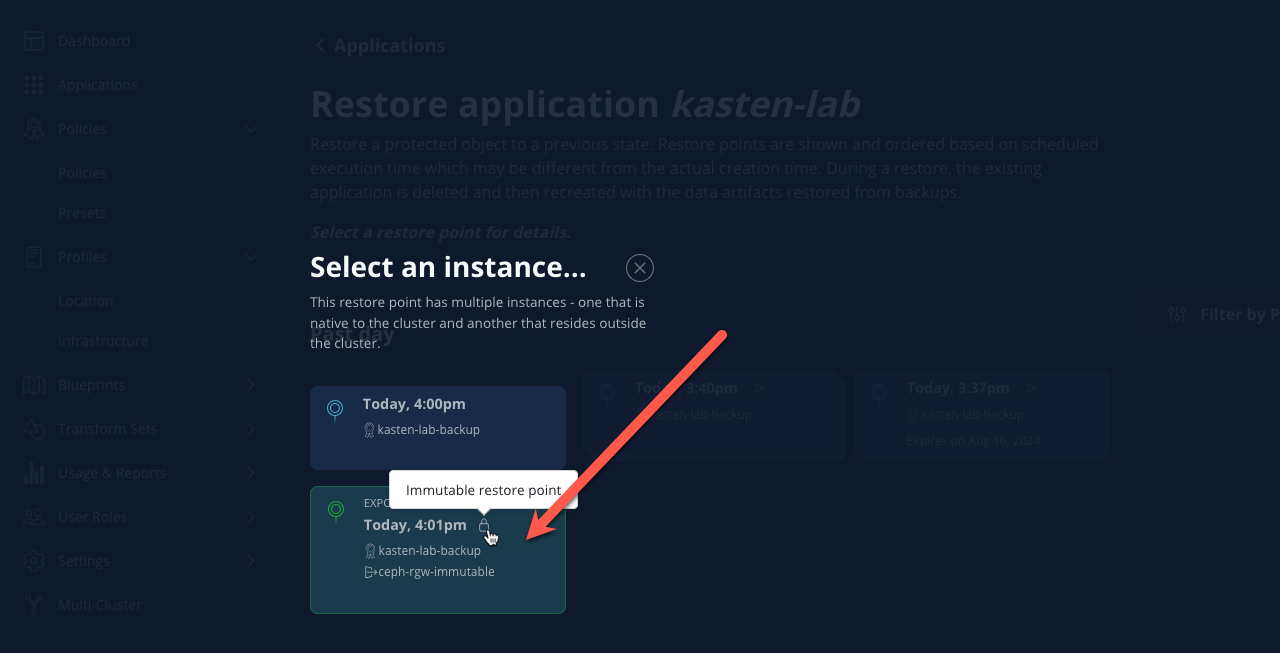 Dashboard
Applications
Policies
Policies
Presets
Profiles
Location
Infrastructure
Blueprints
Transform Sets
Usage & Reports
User Roles
Settings
Multi-Cluster
Applications
Restore application kasten-lab
Restore a protected object to a previous state. Restore points are shown and ordered based on scheduled
execution time which may be different from the actual creation time. During a restore, the existing
application is deleted and then recreated with the data artifacts restored from backups.
Select a restore point for details.
Select an instance...
This restore point has multiple instances - one that is
native to the cluster and another that resides outside
the cluster.
Past day
Filter by P
Today, 4:00pm
kasten-lab-backup
Today, 3:40pm
kasten-lab-backup
Today, 3:37pm
kasten-lab-backup
Expires on Aug 16, 2024
Immutable restore point
EXPO
Today, 4:01pm
kasten-lab-backup
ceph-rgw-immutable